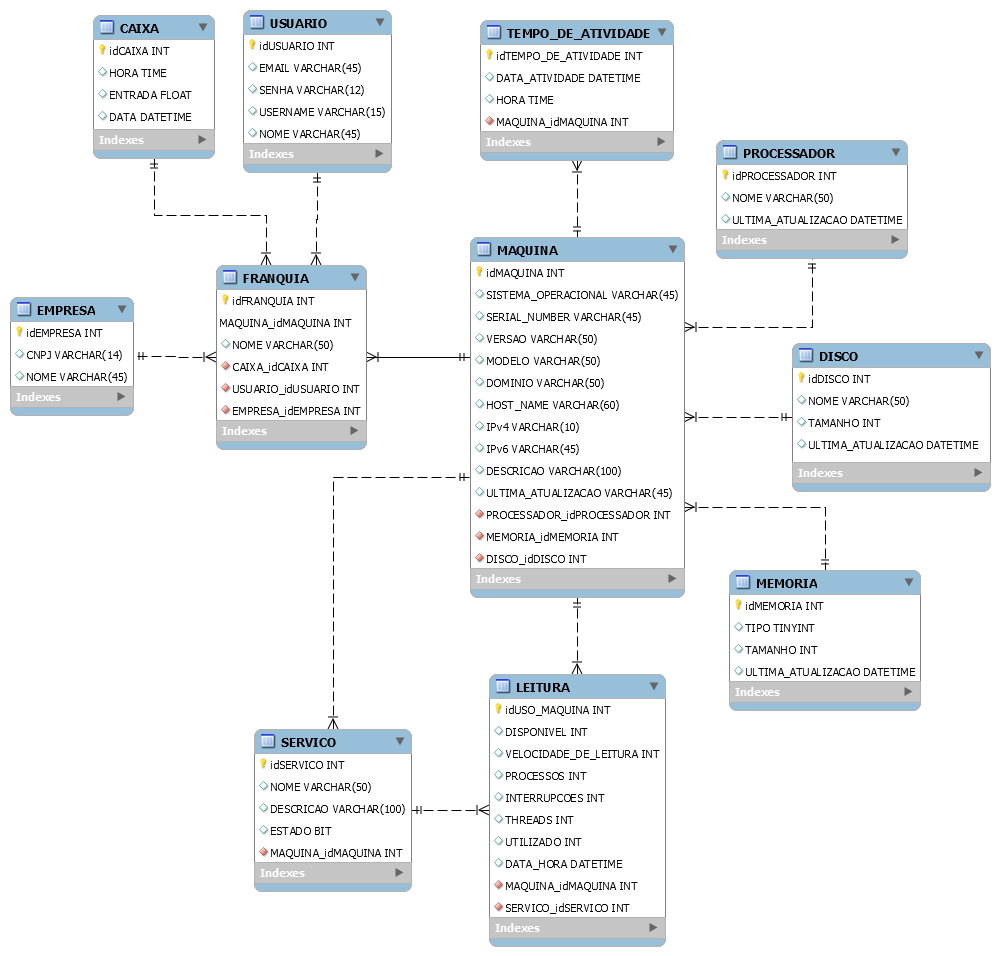 CAIXA
idCAIXA INT
HORA TIME
ENTRADA FLOAT
DATA DATETIME
Indexes
USUARIO
idUSUARIO INT
EMAIL VARCHAR(45)
SENHA VARCHAR(12)
USERNAME VARCHAR(15)
NOME VARCHAR(45)
Indexes
TEMPO_DE_ATIVIDADE
idTEMPO_DE_ATIVIDADE INT
DATA_ATIVIDADE DATETIME
HORA TIME
MAQUINA_idMAQUINA INT
Indexes
PROCESSADOR
idPROCESSADOR INT
NOME VARCHAR(50)
ULTIMA_ATUALIZACAO DATETIME
Indexes
EMPRESA
idEMPRESA INT
CNPJ VARCHAR(14)
NOME VARCHAR(45)
Indexes
FRANQUIA
idFRANQUIA INT
MAQUINA_idMAQUINA INT
NOME VARCHAR(50)
CAIXA_idCAIXA INT
USUARIO_idUSUARIO INT
EMPRESA_idEMPRESA INT
Indexes
MAQUINA
idMAQUINA INT
SISTEMA_OPERACIONAL VARCHAR(45)
SERIAL_NUMBER VARCHAR(45)
VERSAO VARCHAR(50)
MODELO VARCHAR(50)
DOMINIO VARCHAR(50)
HOST_NAME VARCHAR(60)
IPv4 VARCHAR(10)
IPv6 VARCHAR(45)
DESCRICAO VARCHAR(100)
ULTIMA_ATUALIZACAO VARCHAR(45)
PROCESSADOR_idPROCESSADOR INT
MEMORIA_idMEMORIA INT
DISCO_idDISCO INT
Indexes
DISCO
idDISCO INT
NOME VARCHAR(50)
TAMANHO INT
ULTIMA_ATUALIZACAO DATETIME
Indexes
MEMORIA
idMEMORIA INT
TIPO TINYINT
TAMANHO INT
ULTIMA_ATUALIZACAO DATETIME
Indexes
SERVICO
idSERVICO INT
NOME VARCHAR(50)
DESCRICAO VARCHAR(100)
ESTADO BIT
MAQUINA_idMAQUINA INT
Indexes
LEITURA
idUSO_MAQUINA INT
DISPONIVEL INT
VELOCIDADE_DE_LEITURA INT
PROCESSOS INT
INTERRUPCOES INT
THREADS INT
UTILIZADO INT
DATA_HORA DATETIME
MAQUINA_idMAQUINA INT
SERVICO_idSERVICO INT
Indexes